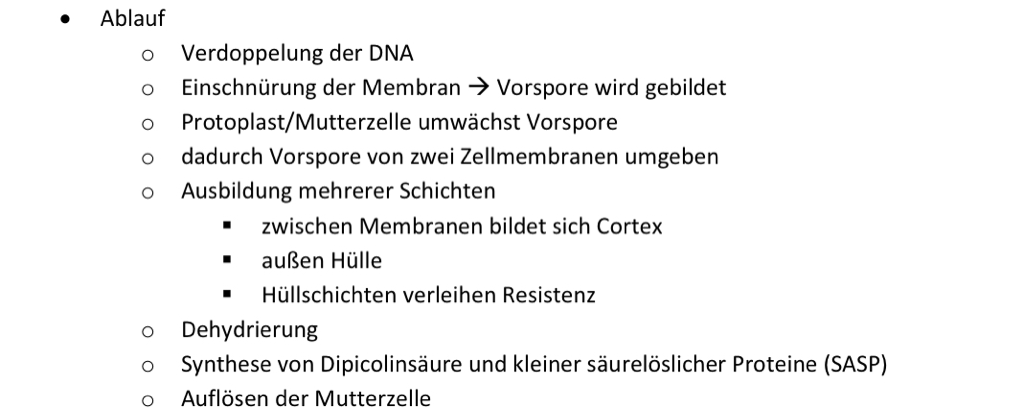 • Ablauf
o Verdoppelung der DNA
o Einschnürung der Membran → Vorspore wird gebildet
o Protoplast/Mutterzelle umwächst Vorspore
o dadurch Vorspore von zwei Zellmembranen umgeben
o Ausbildung mehrerer Schichten
▪ zwischen Membranen bildet sich Cortex
▪ außen Hülle
▪ Hüllschichten verleihen Resistenz
o Dehydrierung
o Synthese von Dipicolinsäure und kleiner säurelöslicher Proteine (SASP)
o Auflösen der Mutterzelle